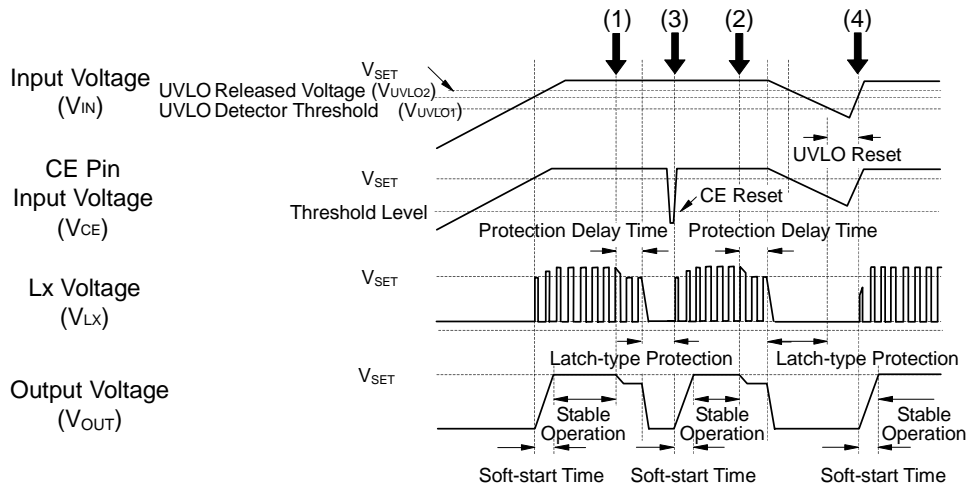 (1) (3) (2) (4)
Input Voltage
(VIN)
VSET
UVLO Released Voltage (VUVLO2)
UVLO Detector Threshold (VUVLO1)
UVLO Reset
CE Pin
Input Voltage
(VCE)
VSET
Threshold Level
CE Reset
Protection Delay Time Protection Delay Time
Lx Voltage
(VLX)
VSET
Latch-type Protection Latch-type Protection
Output Voltage
(VOUT)
VSET
Stable Stable Stable
Operation Operation Operation
Soft-start Time Soft-start Time Soft-start Time